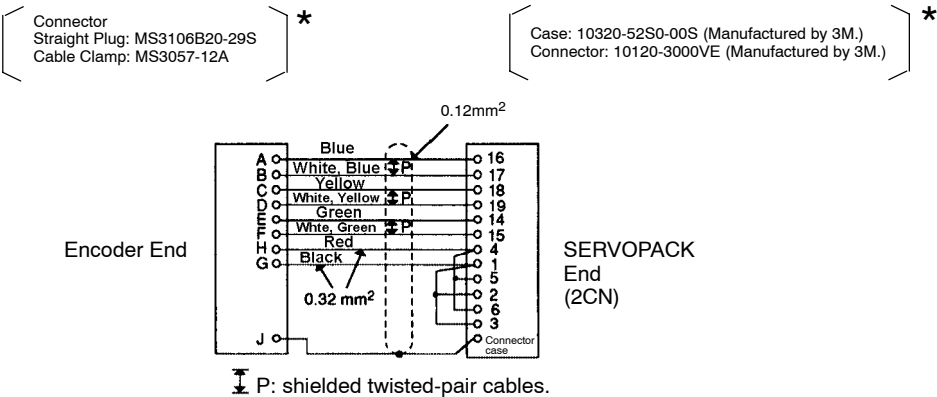 Connector
Straight Plug: MS3106B20-29S
Cable Clamp: MS3057-12A
*
Case: 10320-52S0-00S (Manufactured by 3M.)
Connector: 10120-3000VE (Manufactured by 3M.)
*
0.12mm2
Blue
A 16
White, Blue P
B 17
Yellow
C 18
White, Yellow P
D 19
Green
E 14
Whte, Green P
F 15
Red
H 4
Black
G 1
5
2
6
3
0.32 mm2
Encoder End
SERVOPACK
End
(2CN)
J
Connector
case
P: shielded twisted-pair cables.